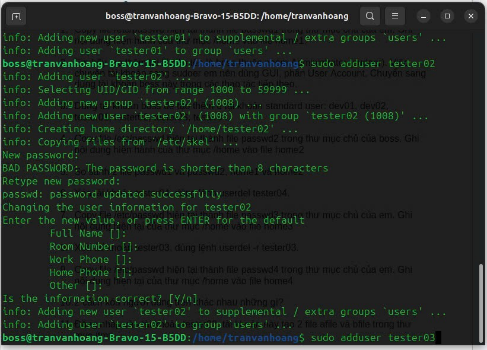 boss@tranvanhoang-Bravo-15-B5DD: /home/tranvanhoang
info: Adding new user `tester01' to supplemental / extra groups `users' ...
info: Adding user `tester01' to group `users' ...
boss@tranvanhoang-Bravo-15-B5DD:/home/tranvanhoang$ sudo adduser tester02
info: Adding user `tester02' ...
info: Selecting UID/GID from range 1000 to 59999 ...
info: Adding new group `tester02' (1008) ...
info: Adding new user `tester02' (1008) with group `tester02 (1008)' ...
info: Creating home directory `/home/tester02' ...
info: Copying files from `/etc/skel' ...
New password:
BAD PASSWORD: The password is shorter than 8 characters
Retype new password:
passwd: password updated successfully
Changing the user information for tester02
Enter the new value, or press ENTER for the default
Full Name []:
Room Number []:
Work Phone []:
Home Phone []:
Other []:
Is the information correct? [Y/n]
info: Adding new user `tester02' to supplemental / extra groups `users' ...
info: Adding user `tester02' to group `users' ...
boss@tranvanhoang-Bravo-15-B5DD:/home/tranvanhoang$ sudo adduser tester03